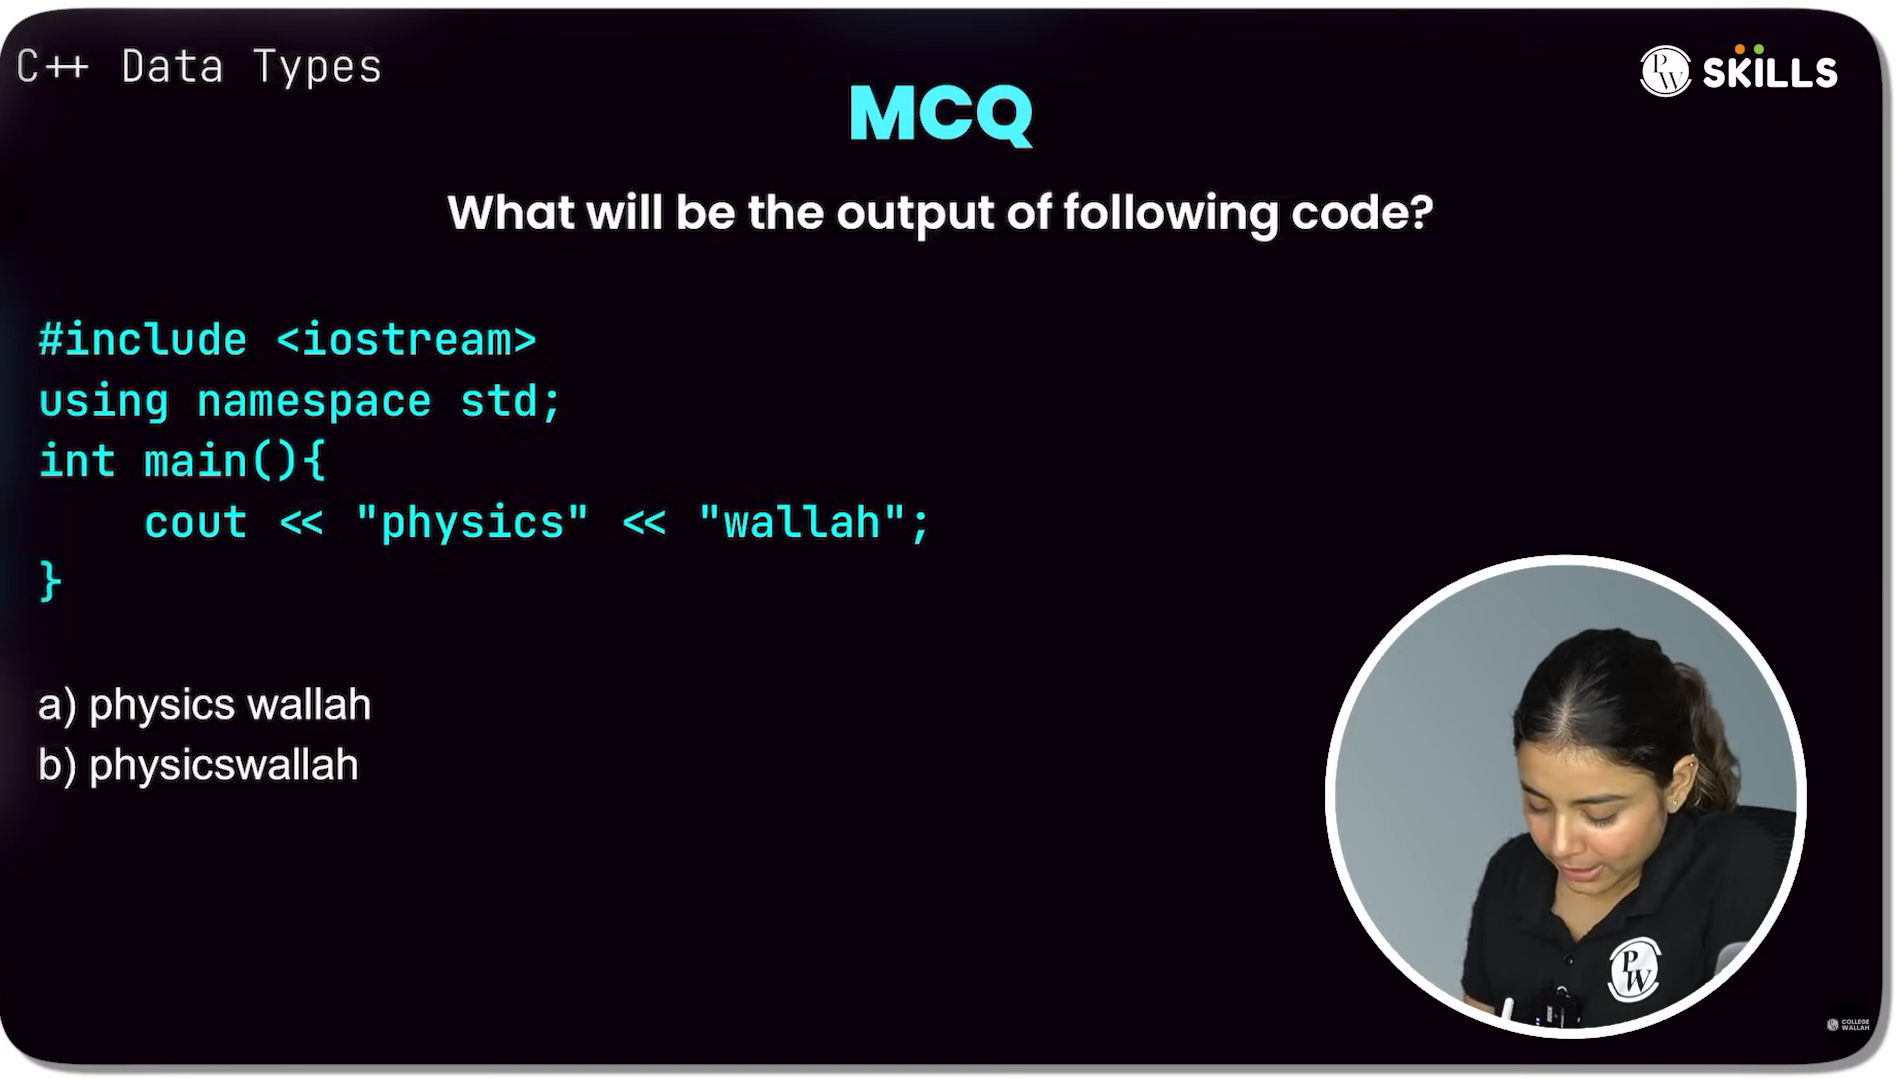 C++ Data Types
PW SKILLS
MCQ
What will be the output of following code?
#include <iostream>
using namespace std;
int main(){
    cout << "physics" << "wallah";
}
a) physics wallah
b) physicswallah
PW
COLLEGE
WALLAH